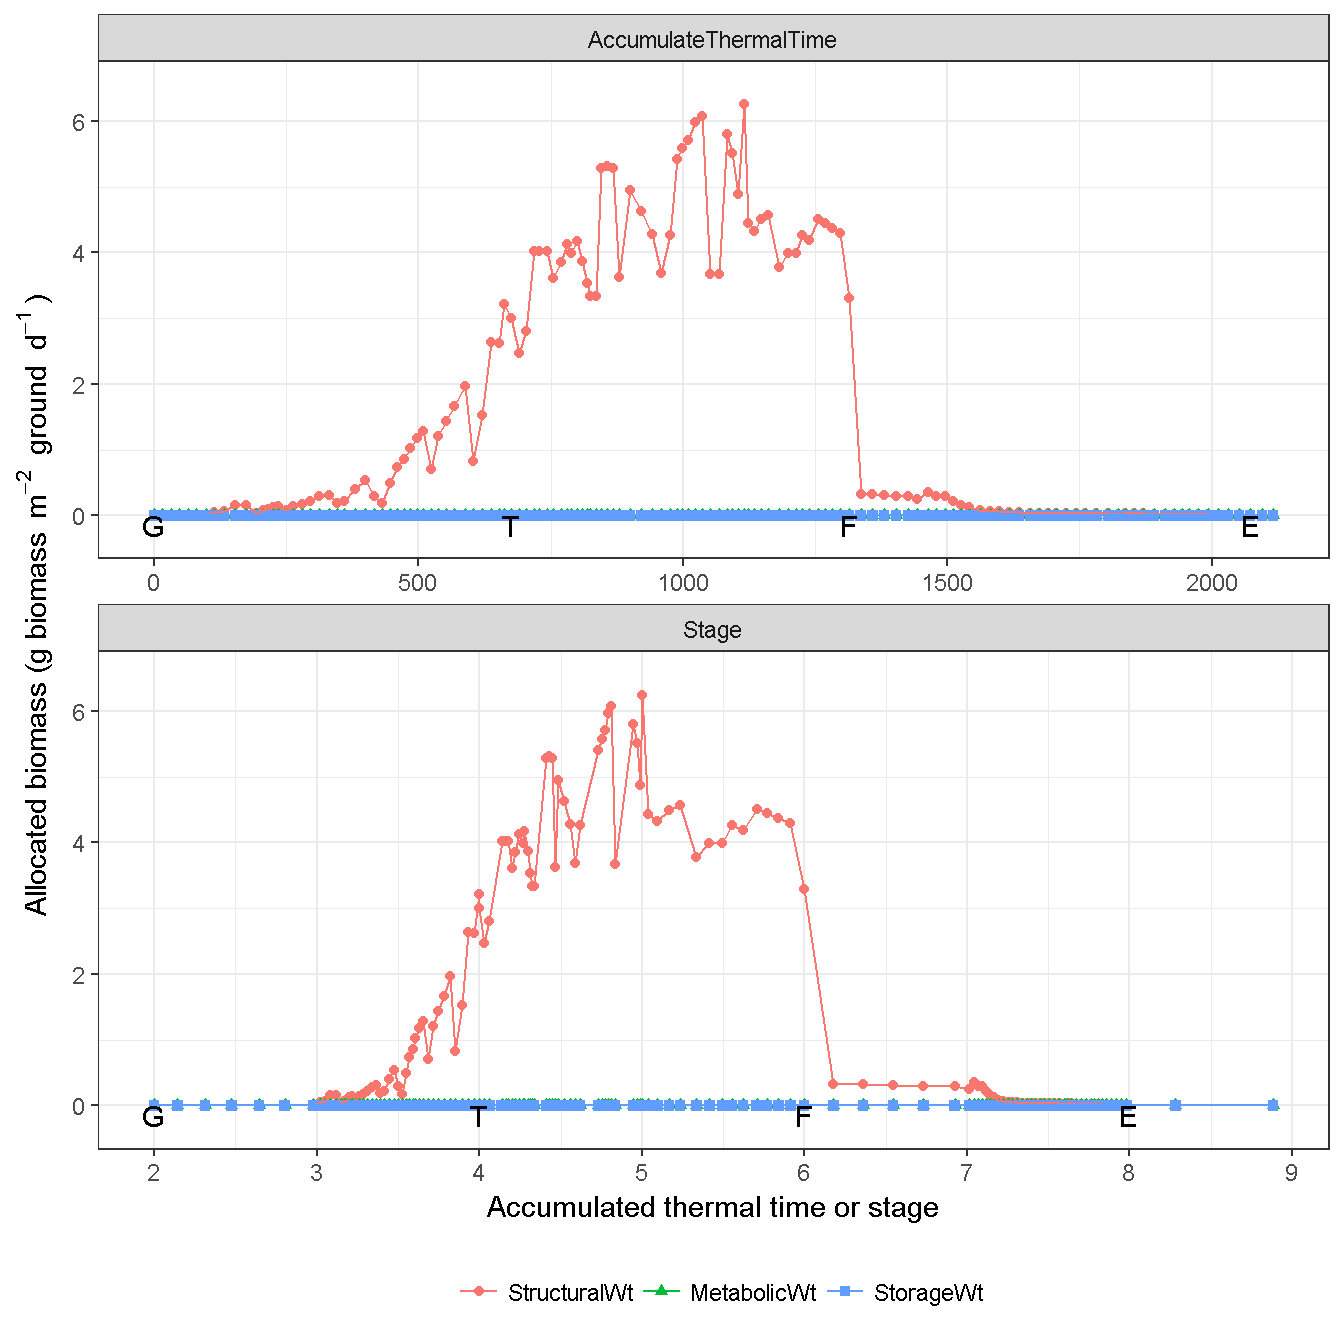 AccumulateThermalTime
6
4
2
0
G T F E
0 500 1000 1500 2000
Stage
6
4
2
0
G T F E
2 3 4 5 6 7 8 9
Allocated biomass (g biomass m⁻² ground d⁻¹)
Accumulated thermal time or stage
StructuralWt MetabolicWt StorageWt